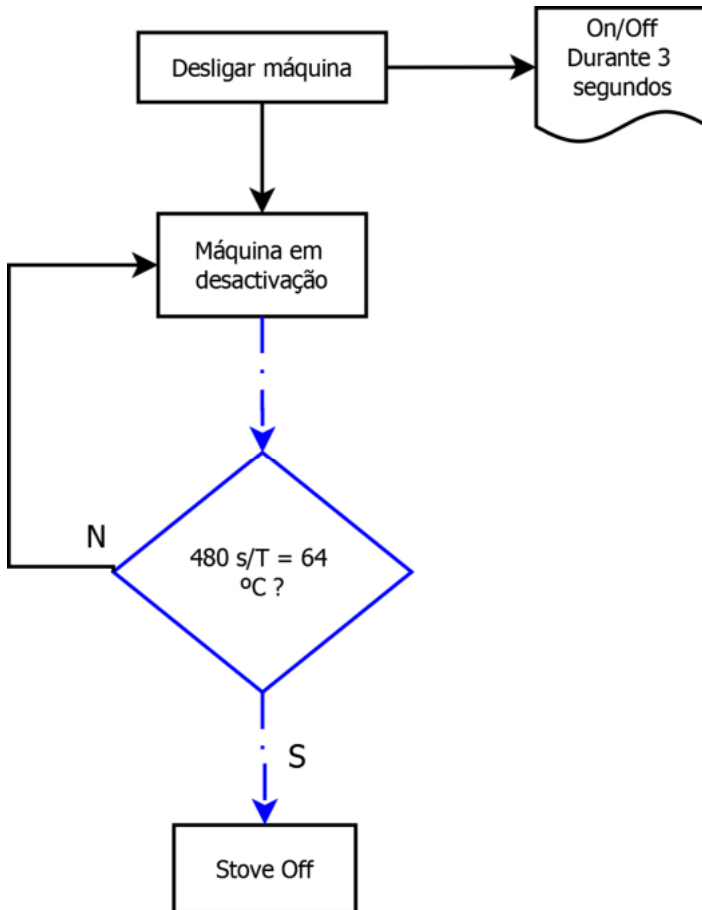 Desligar máquina
On/Off
Durante 3
segundos
Máquina em
desactivação
480 s/T = 64
ºC ?
N
S
Stove Off